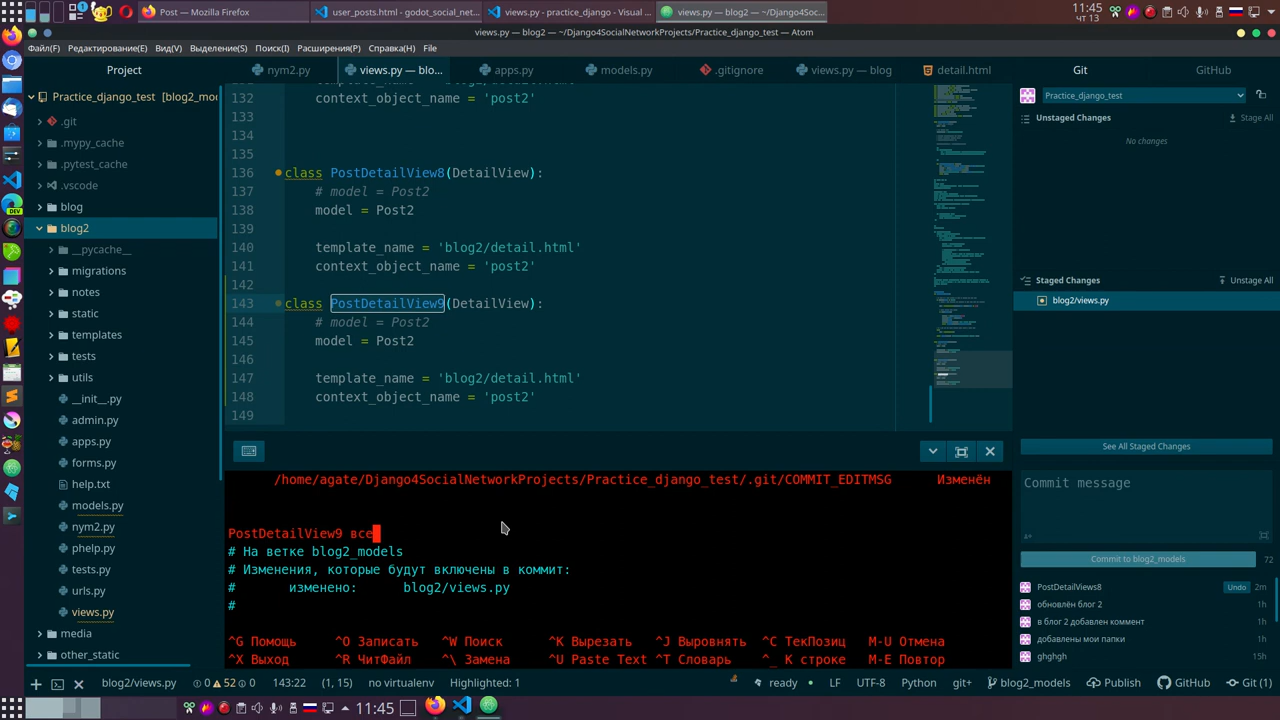 Post — Mozilla Firefox
user_posts.html - godot_social_net...
views.py - practice_django - Visual ...
views.py — blog2 — ~/Django4Soc...
11:45
ЧТ 13
views.py — blog2 — ~/Django4SocialNetworkProjects/Practice_django_test — Atom
Файл(F) Редактирование(E) Вид(V) Выделение(S) Поиск(I) Расширения(P) Справка(H) File
Project
nym2.py
views.py — blo...
apps.py
models.py
.gitignore
views.py — blog
detail.html
Git
GitHub
Practice_django_test [blog2_mo
.git
.mypy_cache
.pytest_cache
.vscode
blog
blog2
__pycache__
migrations
notes
static
templates
tests
utils
__init__.py
admin.py
apps.py
forms.py
help.txt
models.py
nym2.py
phelp.py
tests.py
urls.py
views.py
media
other_static
132 context_object_name = 'post2'
133
134
135
136 class PostDetailView8(DetailView):
137 # model = Post2
138 model = Post2
139
140 template_name = 'blog2/detail.html'
141 context_object_name = 'post2'
142
143 class PostDetailView9(DetailView):
144 # model = Post2
145 model = Post2
146
147 template_name = 'blog2/detail.html'
148 context_object_name = 'post2'
149
/home/agate/Django4SocialNetworkProjects/Practice_django_test/.git/COMMIT_EDITMSG Изменён
PostDetailView9 все
# На ветке blog2_models
# Изменения, которые будут включены в коммит:
# изменено: blog2/views.py
#
^G Помощь ^O Записать ^W Поиск ^K Вырезать ^J Выровнять ^C ТекПозиц M-U Отмена
^X Выход ^R ЧитФайл ^\ Замена ^U Paste Text ^T Словарь ^_ К строке M-E Повтор
Practice_django_test
Unstaged Changes
Stage All
No changes
Staged Changes
Unstage All
blog2/views.py
See All Staged Changes
Commit message
Commit to blog2_models
72
PostDetailViews8 Undo 2m
обновлён блог 2 1h
в блог 2 добавлен коммент 1h
добавлены мои папки 1h
ghghgh 15h
blog2/views.py 0 52 0 143:22 (1, 15) no virtualenv Highlighted: 1 ready LF UTF-8 Python git+ blog2_models Publish GitHub Git (1)
11:45